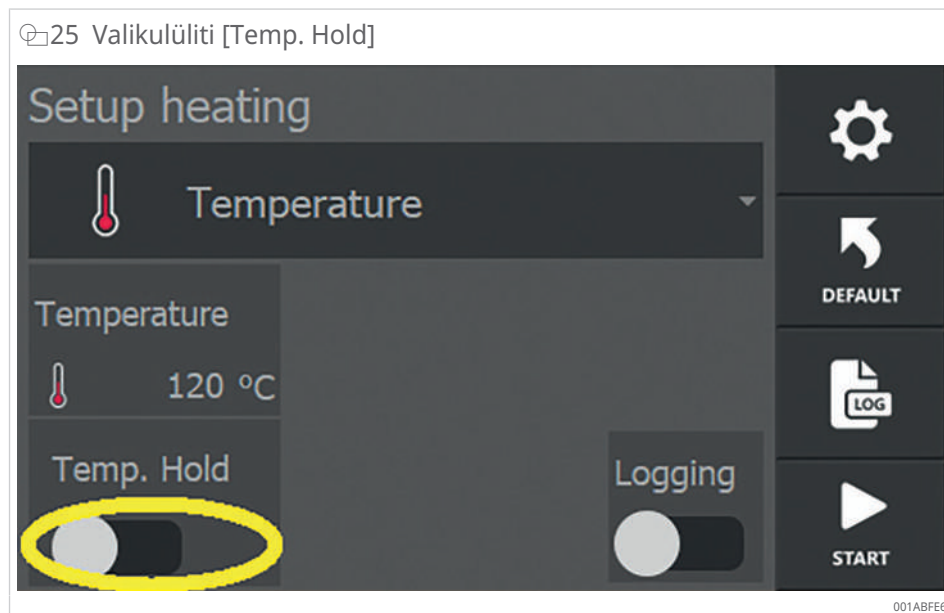 25 Valikulüliti [Temp. Hold]
Setup heating
Temperature
DEFAULT
Temperature
120 °C
LOG
Temp. Hold
Logging
START
001ABFE6